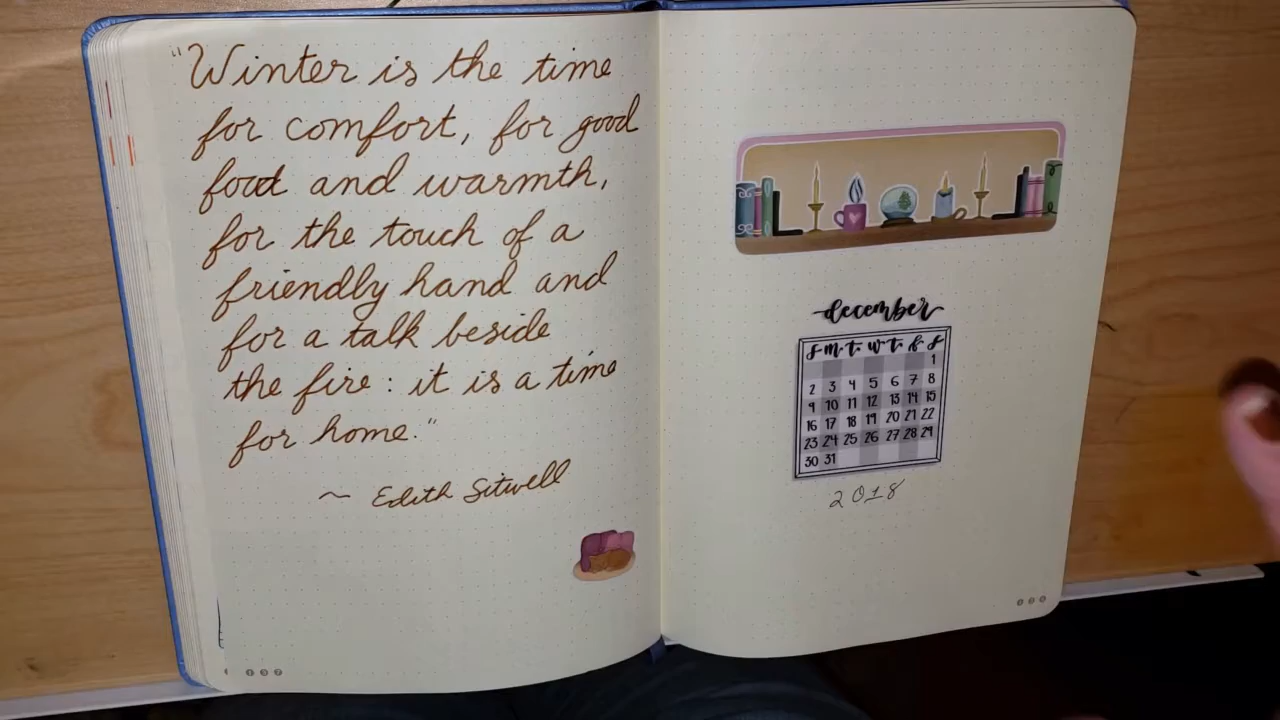 "Winter is the time
for comfort, for good
food and warmth,
for the touch of a
friendly hand and
for a talk beside
the fire: it is a time
for home."
~ Edith Sitwell
december
S M T W T F S
1
2 3 4 5 6 7 8
9 10 11 12 13 14 15
16 17 18 19 20 21 22
23 24 25 26 27 28 29
30 31
2018